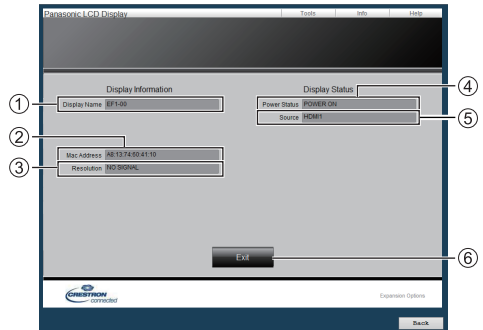 Panasonic LCD Display Tools Info Help
Display Information Display Status
① Display Name EF1-00 Power Status POWER ON ④
Source HDMI1 ⑤
② Mac Address A8:13:74:60:41:10
③ Resolution NO SIGNAL
Exit ⑥
CRESTRON connected Expansion Options
Back